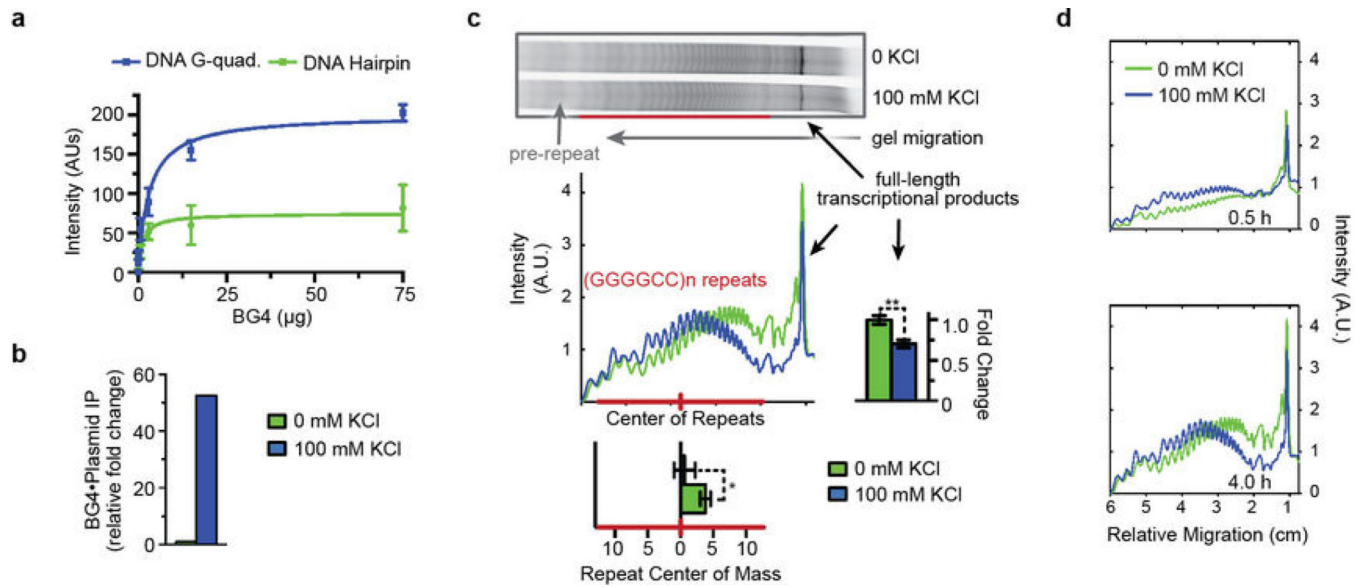 a
DNA G-quad.
DNA Hairpin
Intensity (AUs)
200
150
100
50
0
0
25
50
75
BG4 (µg)
b
BG4•Plasmid IP
(relative fold change)
60
40
20
0
0 mM KCl
100 mM KCl
c
0 KCl
100 mM KCl
gel migration
pre-repeat
full-length
transcriptional products
Intensity
(A.U.)
4
3
2
1
(GGGGCC)n repeats
Center of Repeats
**
1.0
0.5
0
Fold Change
*
10 5 0 5 10
Repeat Center of Mass
0 mM KCl
100 mM KCl
d
0 mM KCl
100 mM KCl
4
3
2
1
0
0.5 h
Intensity (A.U.)
4
3
2
1
0
4.0 h
6 5 4 3 2 1
Relative Migration (cm)